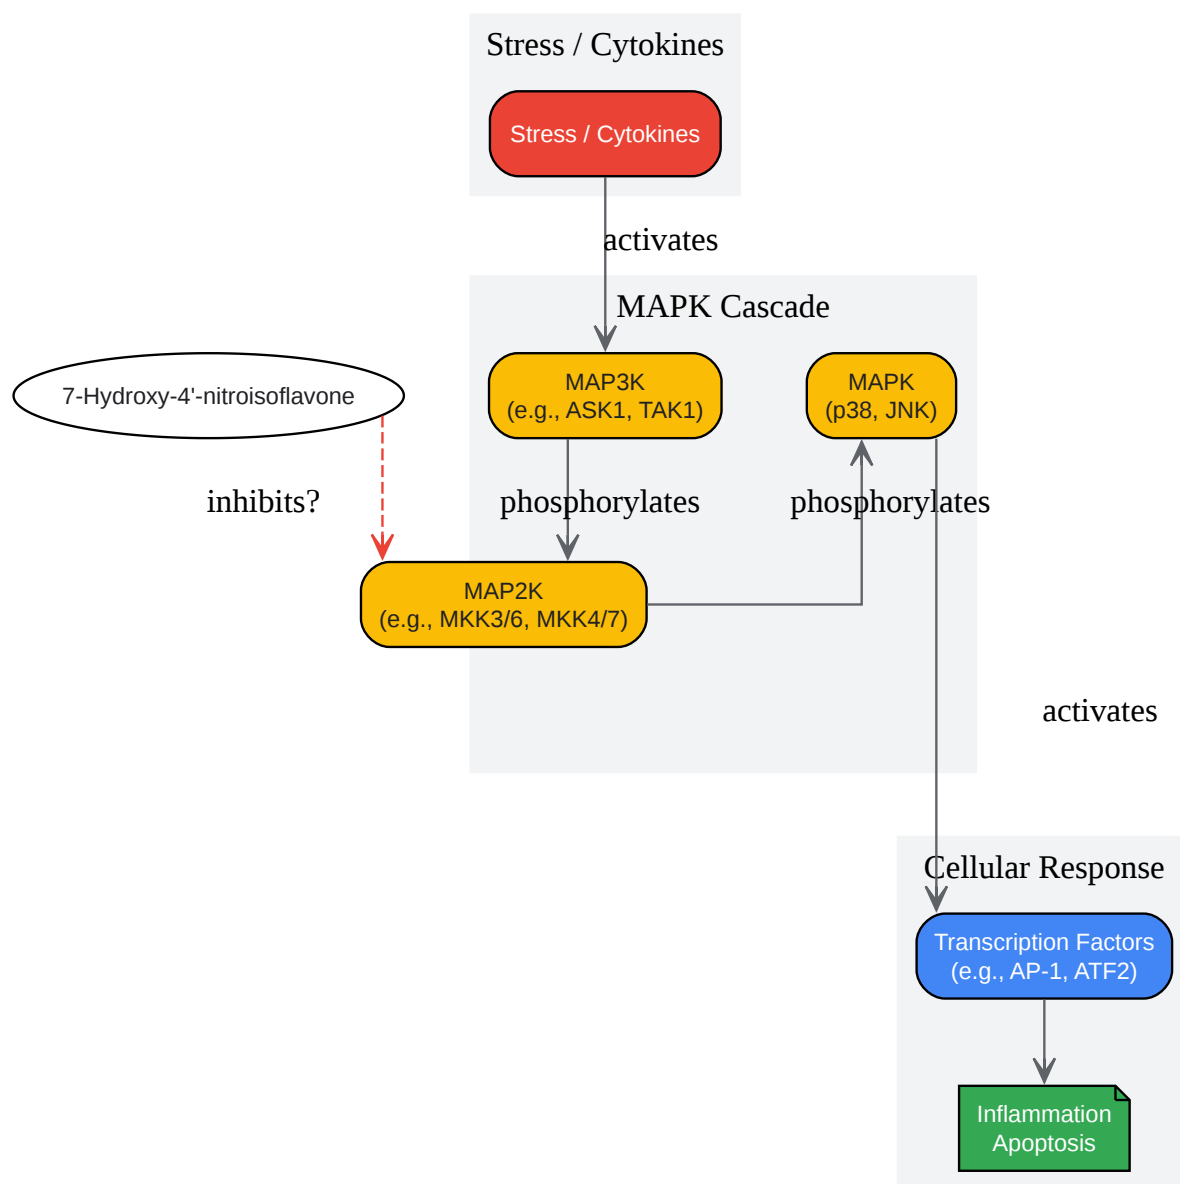 Stress / Cytokines
Stress / Cytokines
activates
MAPK Cascade
7-Hydroxy-4'-nitroisoflavone
MAP3K
(e.g., ASK1, TAK1)
MAPK
(p38, JNK)
inhibits?
phosphorylates
phosphorylates
MAP2K
(e.g., MKK3/6, MKK4/7)
activates
Cellular Response
Transcription Factors
(e.g., AP-1, ATF2)
Inflammation
Apoptosis